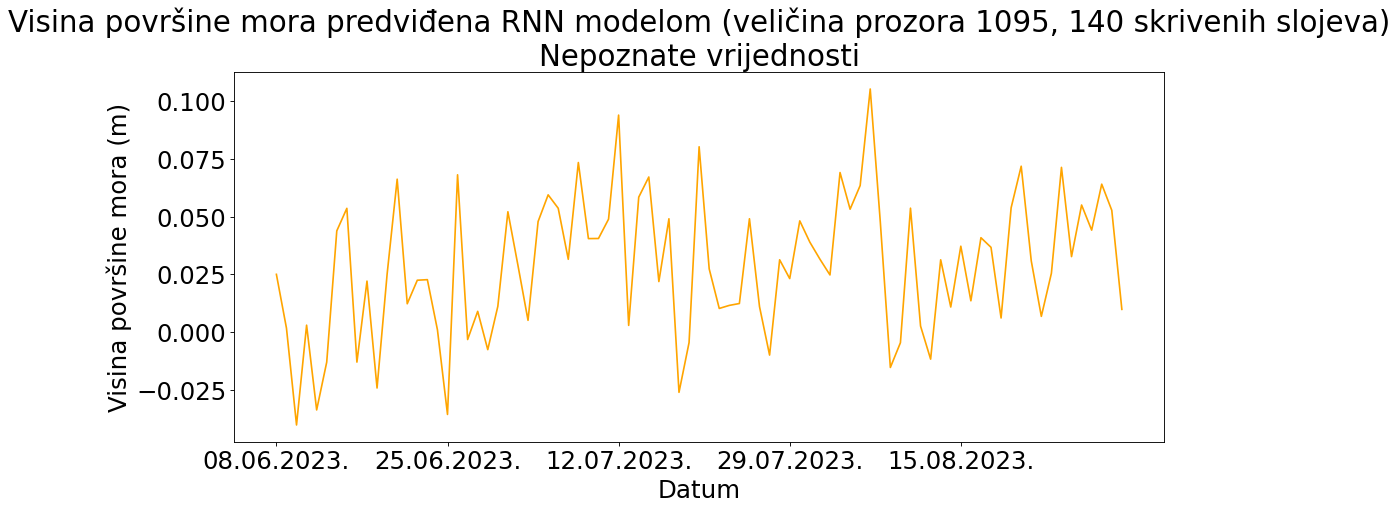 Visina površine mora predviđena RNN modelom (veličina prozora 1095, 140 skrivenih slojeva)
Nepoznate vrijednosti
Visina površine mora (m)
0.100
0.075
0.050
0.025
0.000
−0.025
08.06.2023. 25.06.2023. 12.07.2023. 29.07.2023. 15.08.2023.
Datum